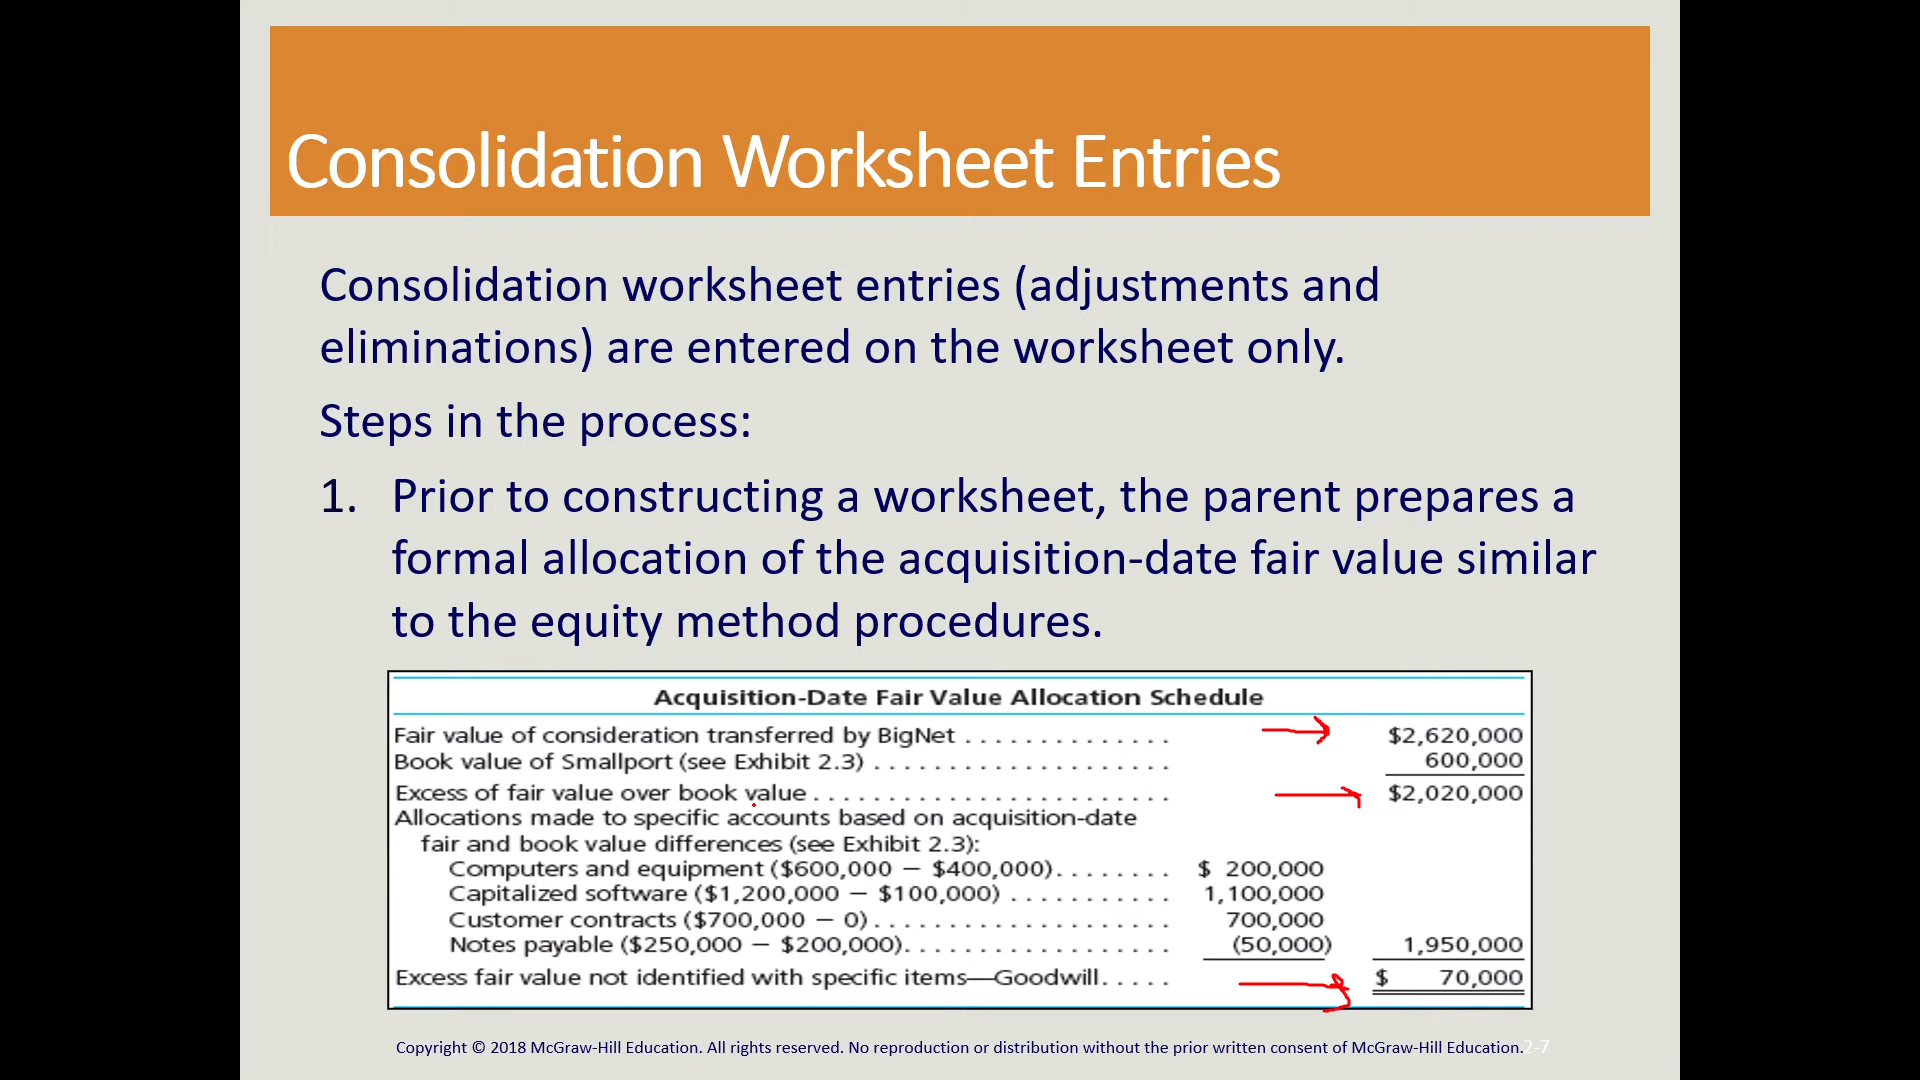 Consolidation Worksheet Entries
Consolidation worksheet entries (adjustments and
eliminations) are entered on the worksheet only.
Steps in the process:
1. Prior to constructing a worksheet, the parent prepares a
formal allocation of the acquisition-date fair value similar
to the equity method procedures.
Acquisition-Date Fair Value Allocation Schedule
Fair value of consideration transferred by BigNet . . . . . . . . . . . . . . $2,620,000
Book value of Smallport (see Exhibit 2.3) . . . . . . . . . . . . . . . . . . . . 600,000
Excess of fair value over book value . . . . . . . . . . . . . . . . . . . . . . . . $2,020,000
Allocations made to specific accounts based on acquisition-date
fair and book value differences (see Exhibit 2.3):
Computers and equipment ($600,000 − $400,000). . . . . . . . $ 200,000
Capitalized software ($1,200,000 − $100,000) . . . . . . . . . . . 1,100,000
Customer contracts ($700,000 − 0) . . . . . . . . . . . . . . . . . . . . 700,000
Notes payable ($250,000 − $200,000). . . . . . . . . . . . . . . . . . (50,000) 1,950,000
Excess fair value not identified with specific items—Goodwill. . . . . $ 70,000
Copyright © 2018 McGraw-Hill Education. All rights reserved. No reproduction or distribution without the prior written consent of McGraw-Hill Education. 2-7